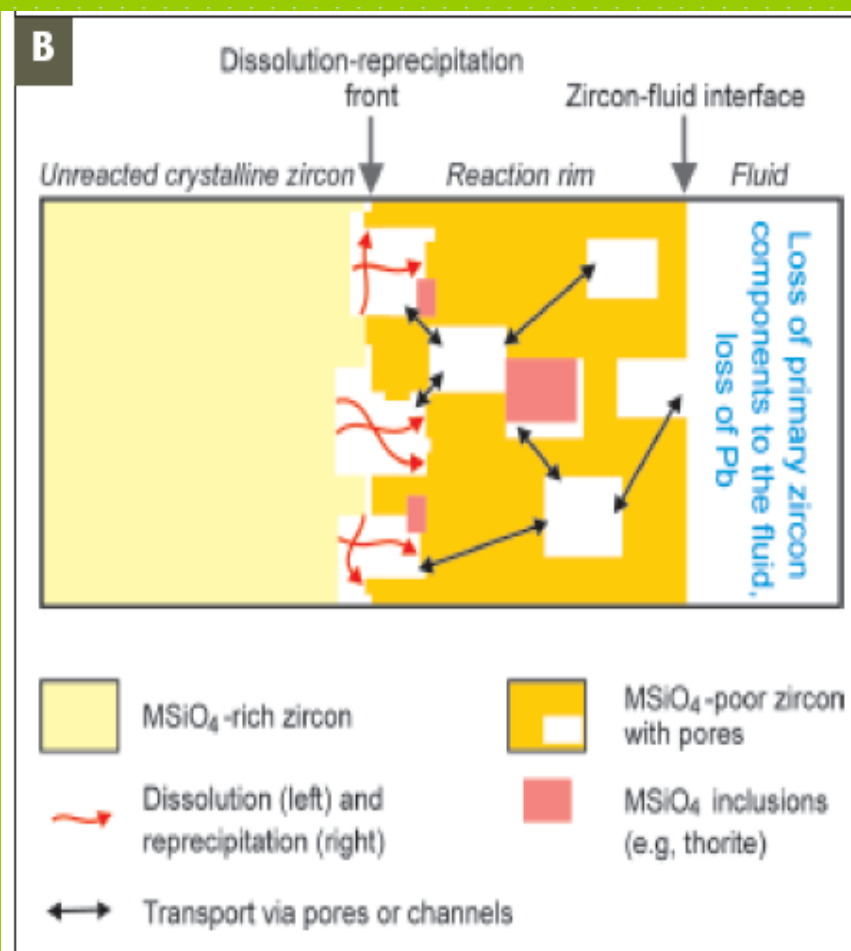 B
Dissolution-reprecipitation
front
Zircon-fluid interface
Unreacted crystalline zircon
Reaction rim
Fluid
Loss of primary zircon
components to the fluid,
loss of Pb
MSiO₄-rich zircon
MSiO₄-poor zircon
with pores
Dissolution (left) and
reprecipitation (right)
MSiO₄ inclusions
(e.g, thorite)
Transport via pores or channels